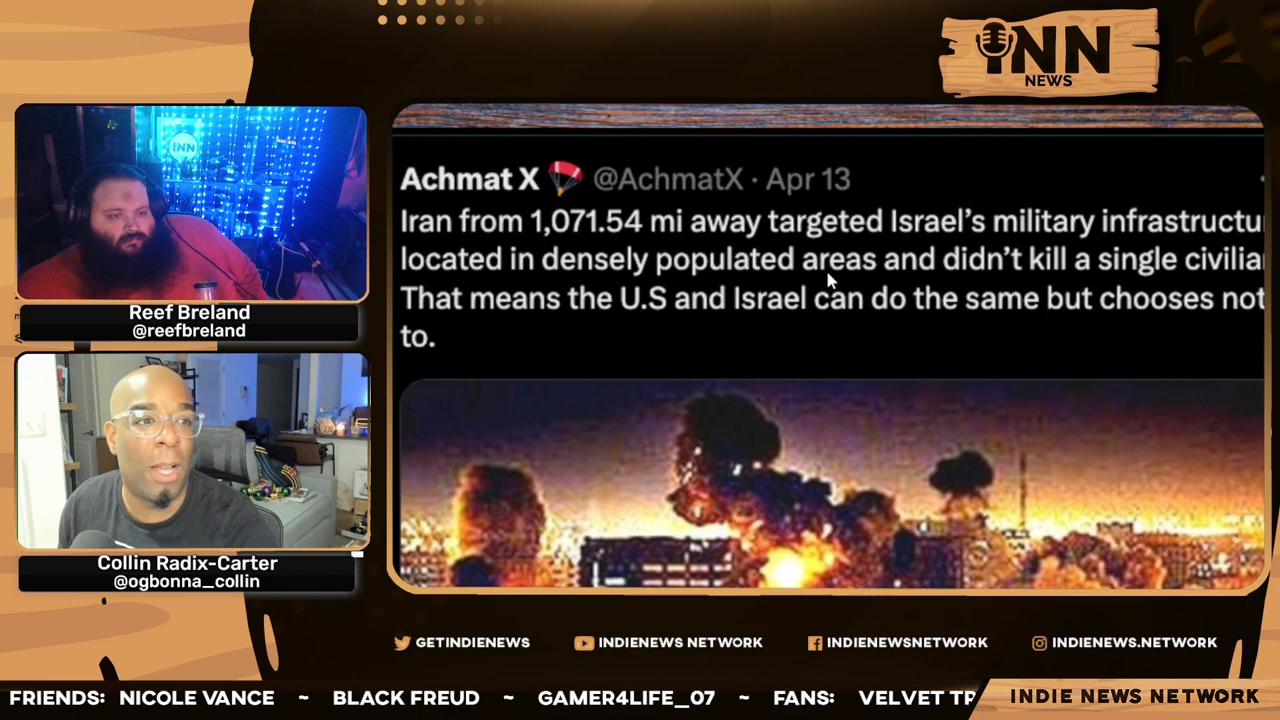 INN
NEWS
INN
Reef Breland
@reefbreland
Collin Radix-Carter
@ogbonna_collin
Achmat X @AchmatX · Apr 13
Iran from 1,071.54 mi away targeted Israel's military infrastructu
located in densely populated areas and didn't kill a single civilia
That means the U.S and Israel can do the same but chooses not
to.
GETINDIENEWS
INDIENEWS NETWORK
INDIENEWSNETWORK
INDIENEWS.NETWORK
FRIENDS: NICOLE VANCE ~ BLACK FREUD ~ GAMER4LIFE_07 ~ FANS: VELVET TR
INDIE NEWS NETWORK